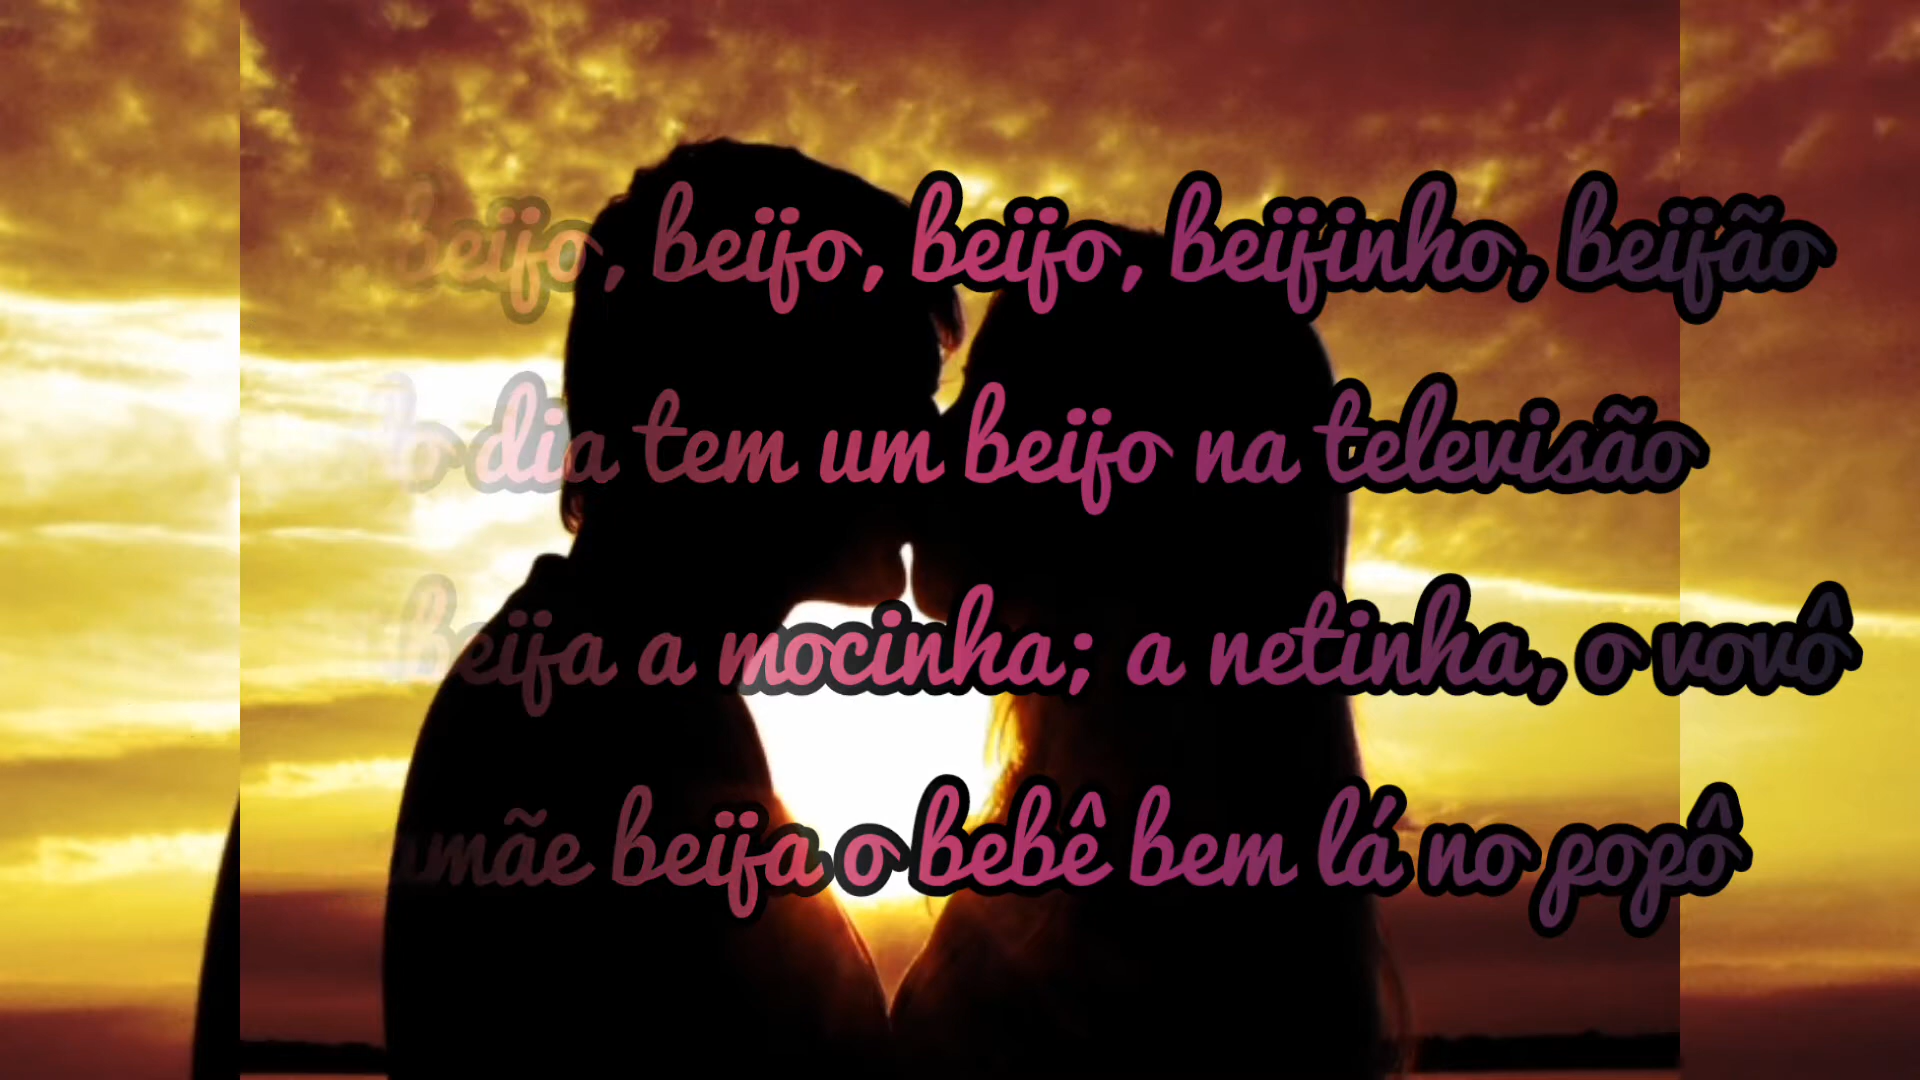 beijo, beijo, beijo, beijinho, beijão
dia tem um beijo na televisão
beija a mocinha; a netinha, o vovô
beija o bebê bem lá no popô